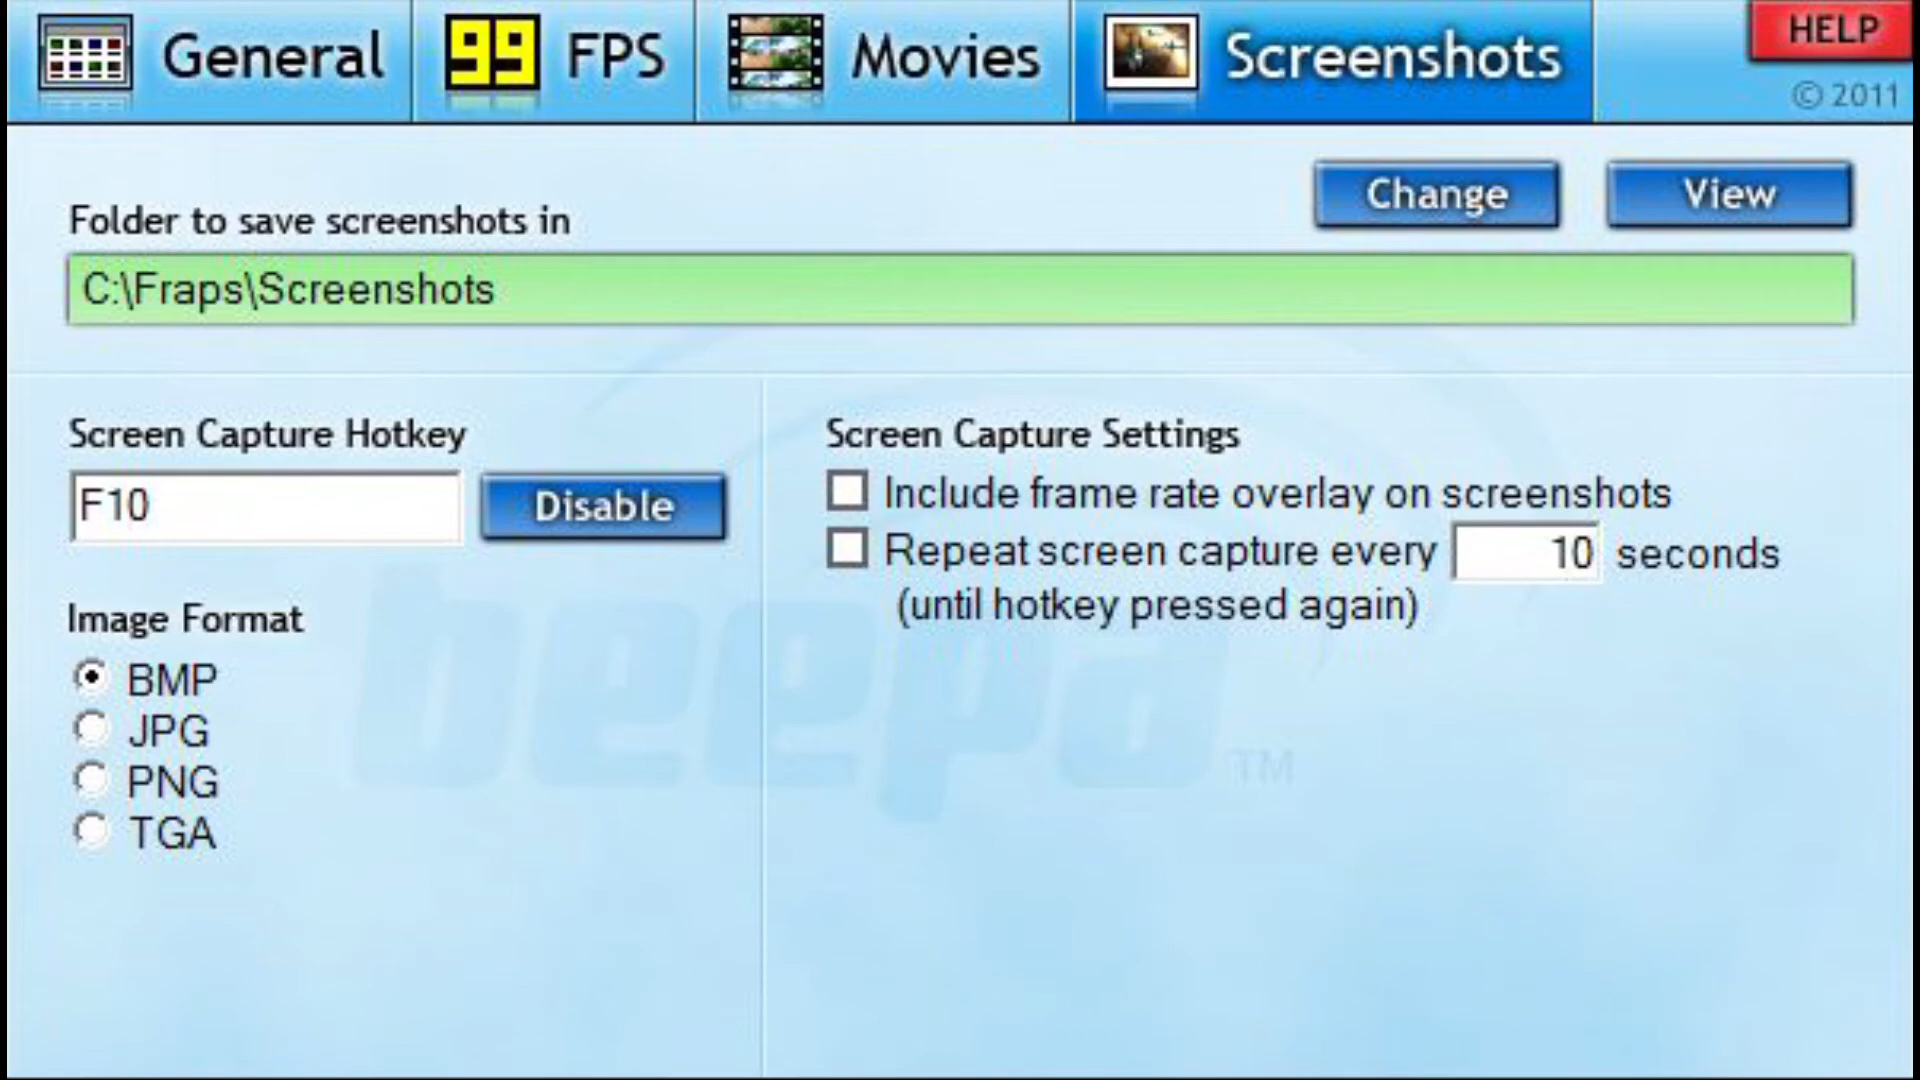 General
99 FPS
Movies
Screenshots
HELP
© 2011
Change
View
Folder to save screenshots in
C:\Fraps\Screenshots
Screen Capture Hotkey
F10
Disable
Image Format
BMP
JPG
PNG
TGA
Screen Capture Settings
Include frame rate overlay on screenshots
Repeat screen capture every 10 seconds
(until hotkey pressed again)
beepa TM